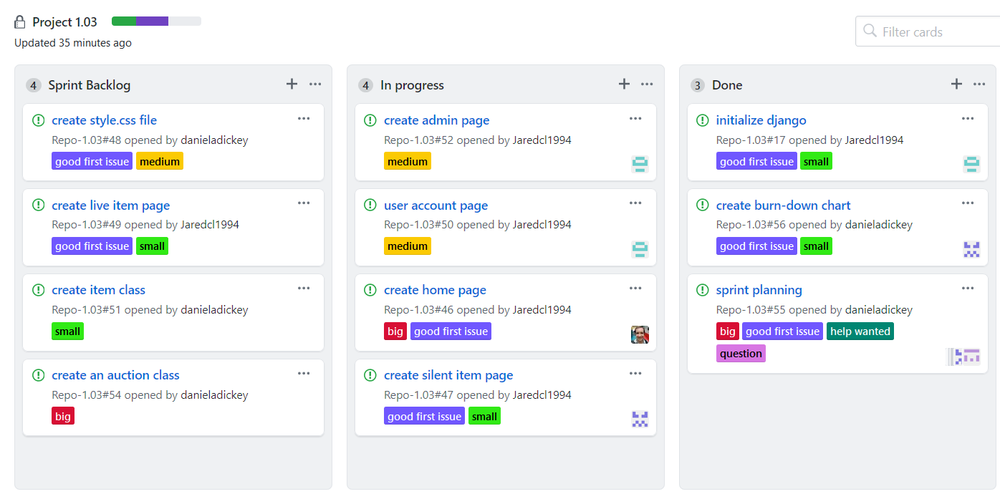 Project 1.03
Updated 35 minutes ago
Filter cards
4 Sprint Backlog
create style.css file
Repo-1.03#48 opened by danieladickey
good first issue medium
create live item page
Repo-1.03#49 opened by Jaredcl1994
good first issue small
create item class
Repo-1.03#51 opened by danieladickey
small
create an auction class
Repo-1.03#54 opened by danieladickey
big
4 In progress
create admin page
Repo-1.03#52 opened by Jaredcl1994
medium
user account page
Repo-1.03#50 opened by Jaredcl1994
medium
create home page
Repo-1.03#46 opened by Jaredcl1994
big good first issue
create silent item page
Repo-1.03#47 opened by Jaredcl1994
good first issue small
3 Done
initialize django
Repo-1.03#17 opened by Jaredcl1994
good first issue small
create burn-down chart
Repo-1.03#56 opened by danieladickey
good first issue small
sprint planning
Repo-1.03#55 opened by danieladickey
big good first issue help wanted
question